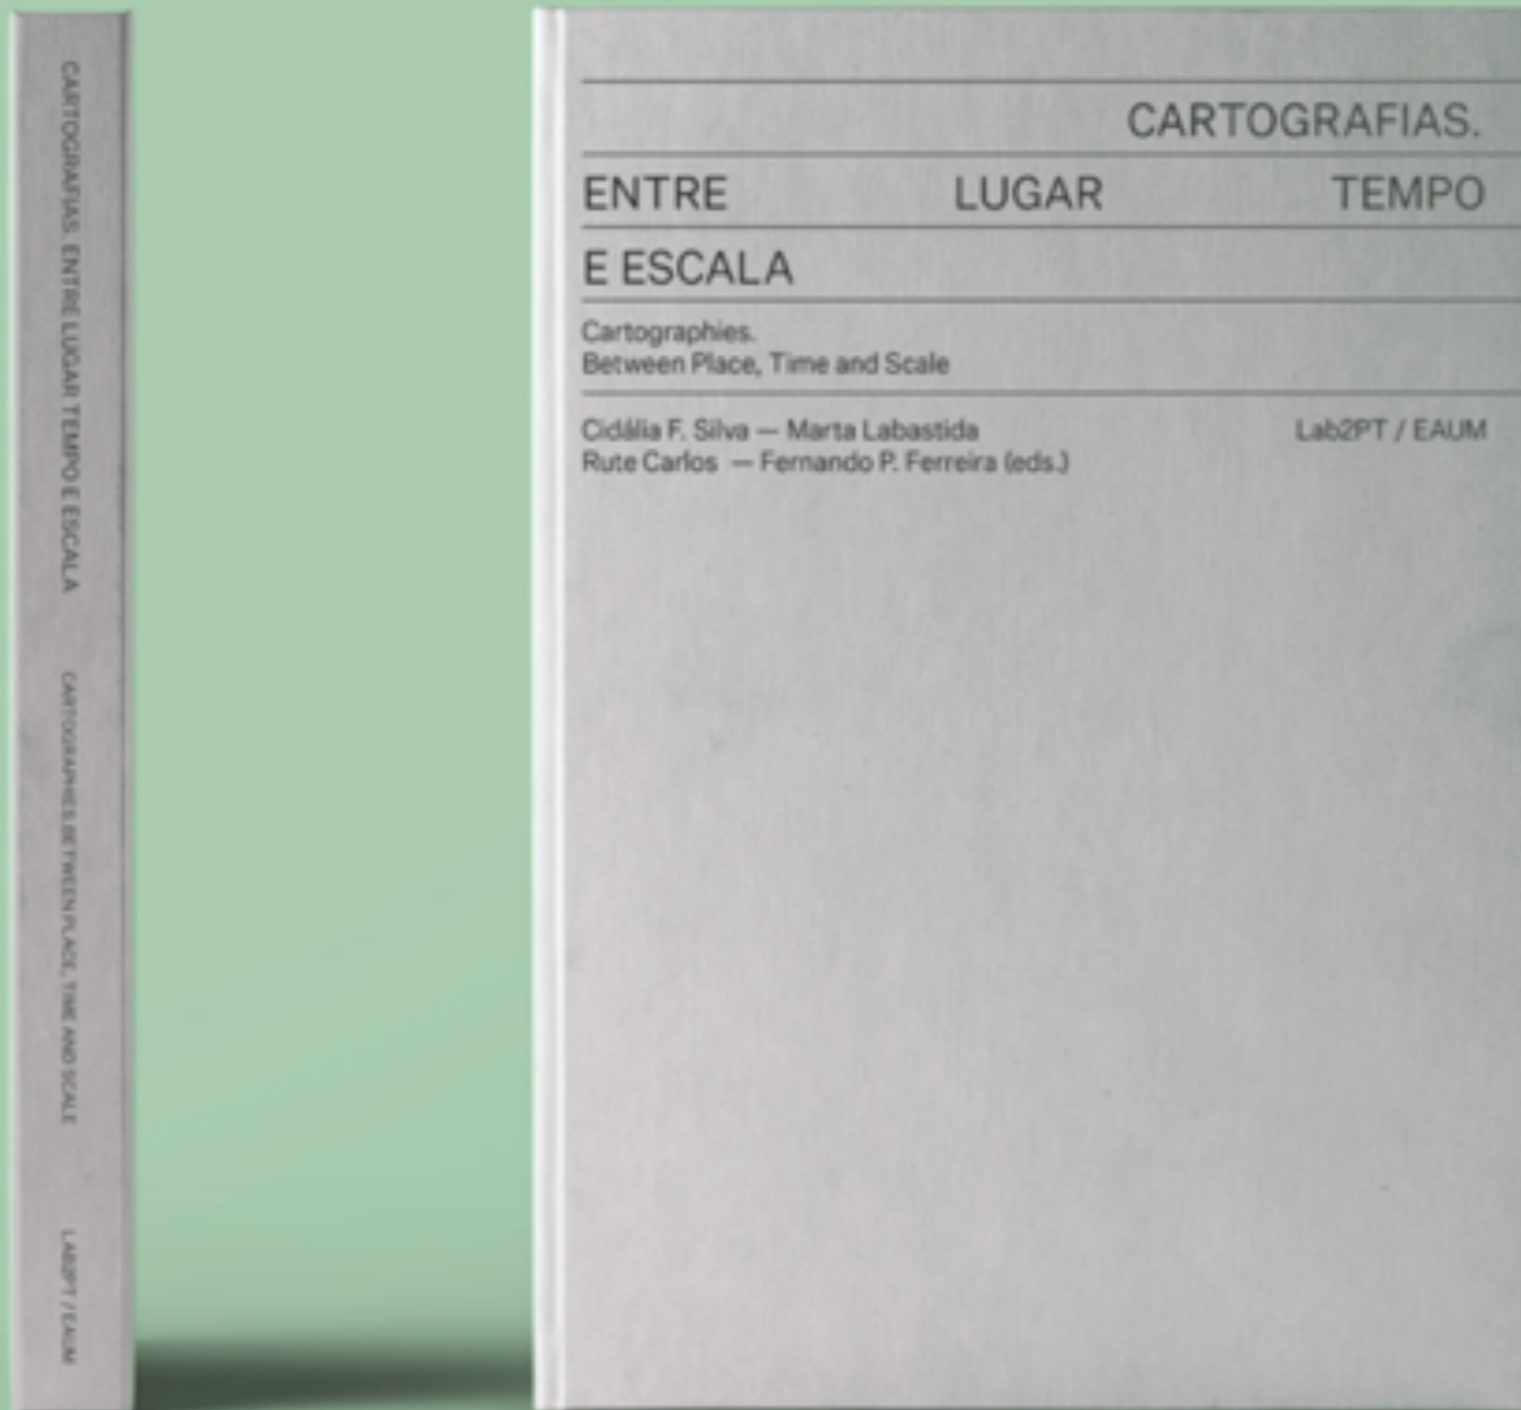 CARTOGRAFIAS. ENTRE LUGAR TEMPO E ESCALA
CARTOGRAPHIES.BETWEEN PLACE, TIME AND SCALE
LAB2PT / EAUM
CARTOGRAFIAS.
ENTRE LUGAR TEMPO
E ESCALA
Cartographies.
Between Place, Time and Scale
Cidália F. Silva — Marta Labastida Lab2PT / EAUM
Rute Carlos — Fernando P. Ferreira (eds.)